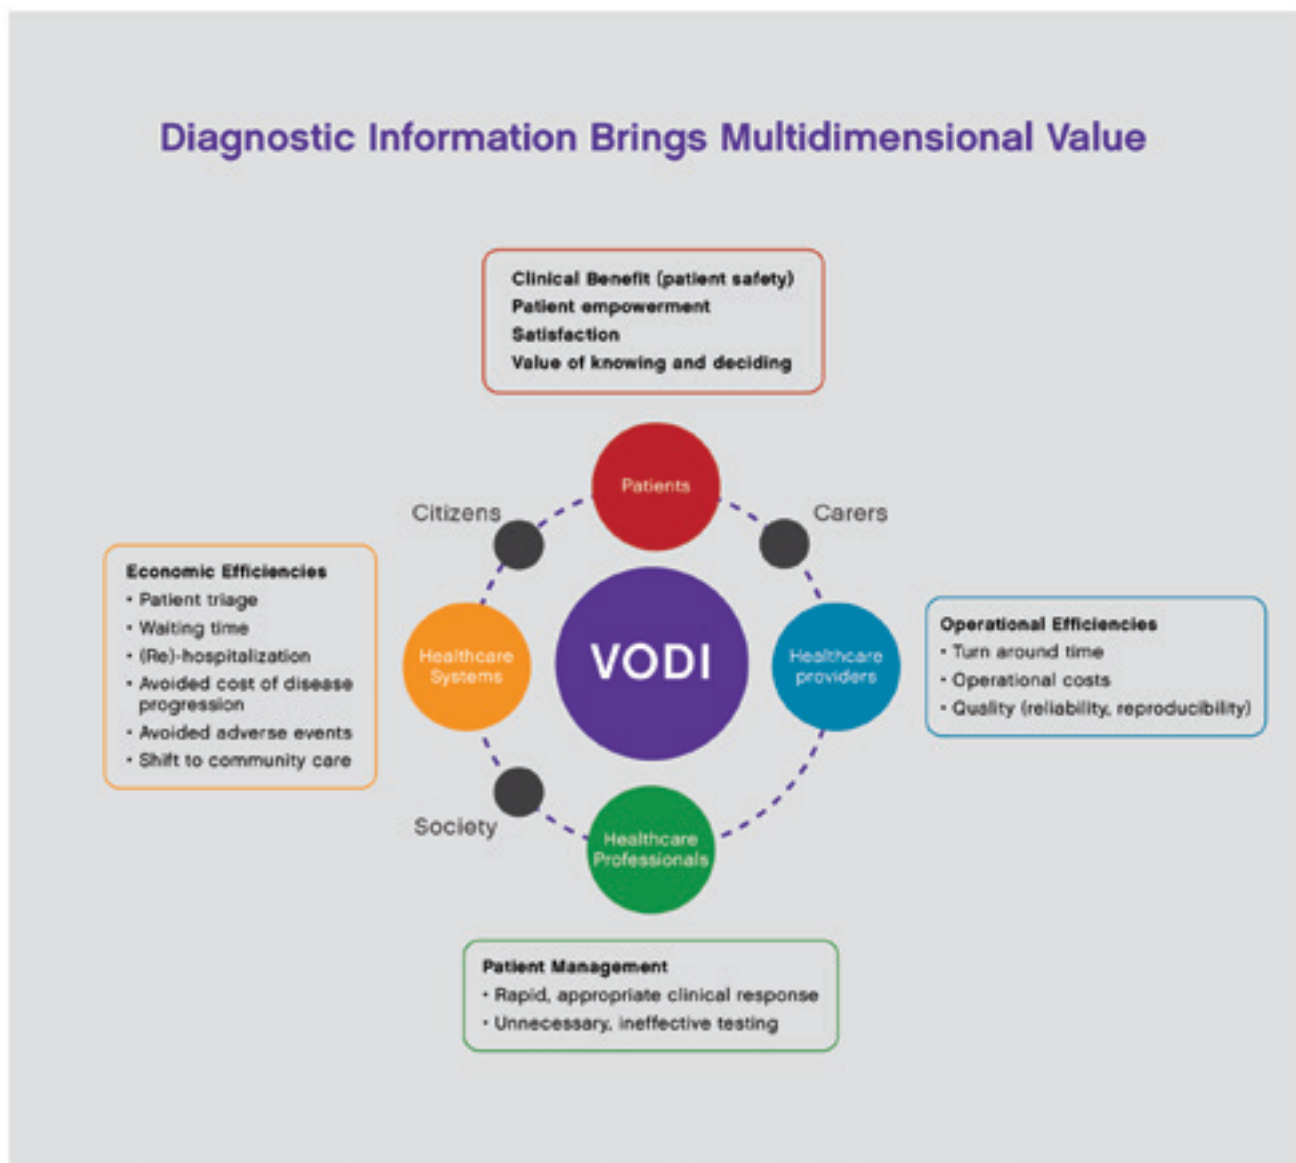 Diagnostic Information Brings Multidimensional Value
Clinical Benefit (patient safety)
Patient empowerment
Satisfaction
Value of knowing and deciding
Patients
Citizens
Carers
Economic Efficiencies
• Patient triage
• Waiting time
• (Re)-hospitalization
• Avoided cost of disease
progression
• Avoided adverse events
• Shift to community care
Healthcare
Systems
VODI
Healthcare
providers
Operational Efficiencies
• Turn around time
• Operational costs
• Quality (reliability, reproducibility)
Society
Healthcare
Professionals
Patient Management
• Rapid, appropriate clinical response
• Unnecessary, ineffective testing